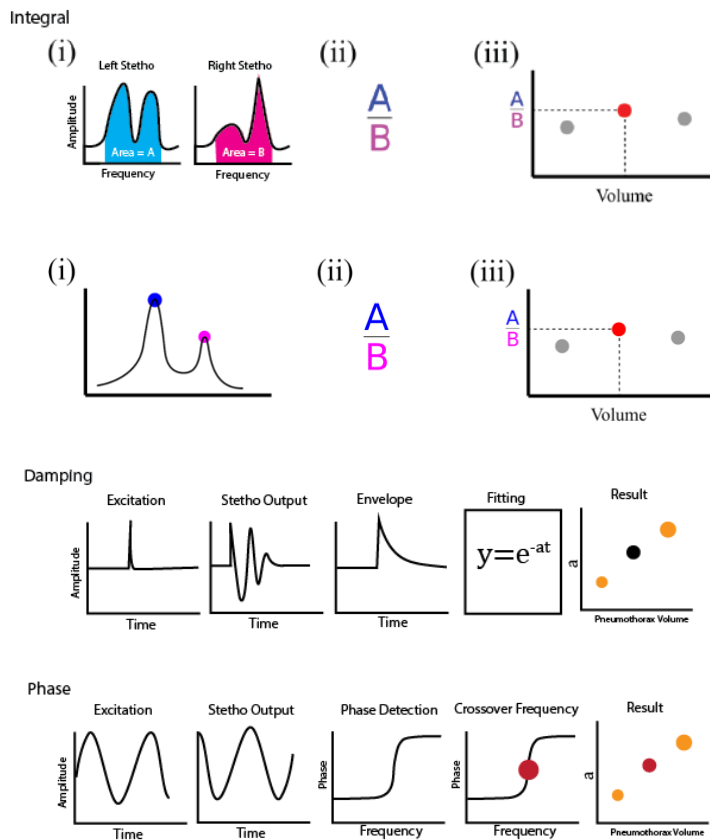 Integral
(i)
(ii)
(iii)
Left Stetho
Right Stetho
Amplitude
Area = A
Area = B
Frequency
Frequency
A
B
A
B
Volume
(i)
(ii)
(iii)
A
B
A
B
Volume
Damping
Excitation
Stetho Output
Envelope
Fitting
Result
Amplitude
y=e^-at
a
Time
Time
Time
Pneumothorax Volume
Phase
Excitation
Stetho Output
Phase Detection
Crossover Frequency
Result
Amplitude
Phase
Phase
a
Time
Time
Frequency
Frequency
Pneumothorax Volume